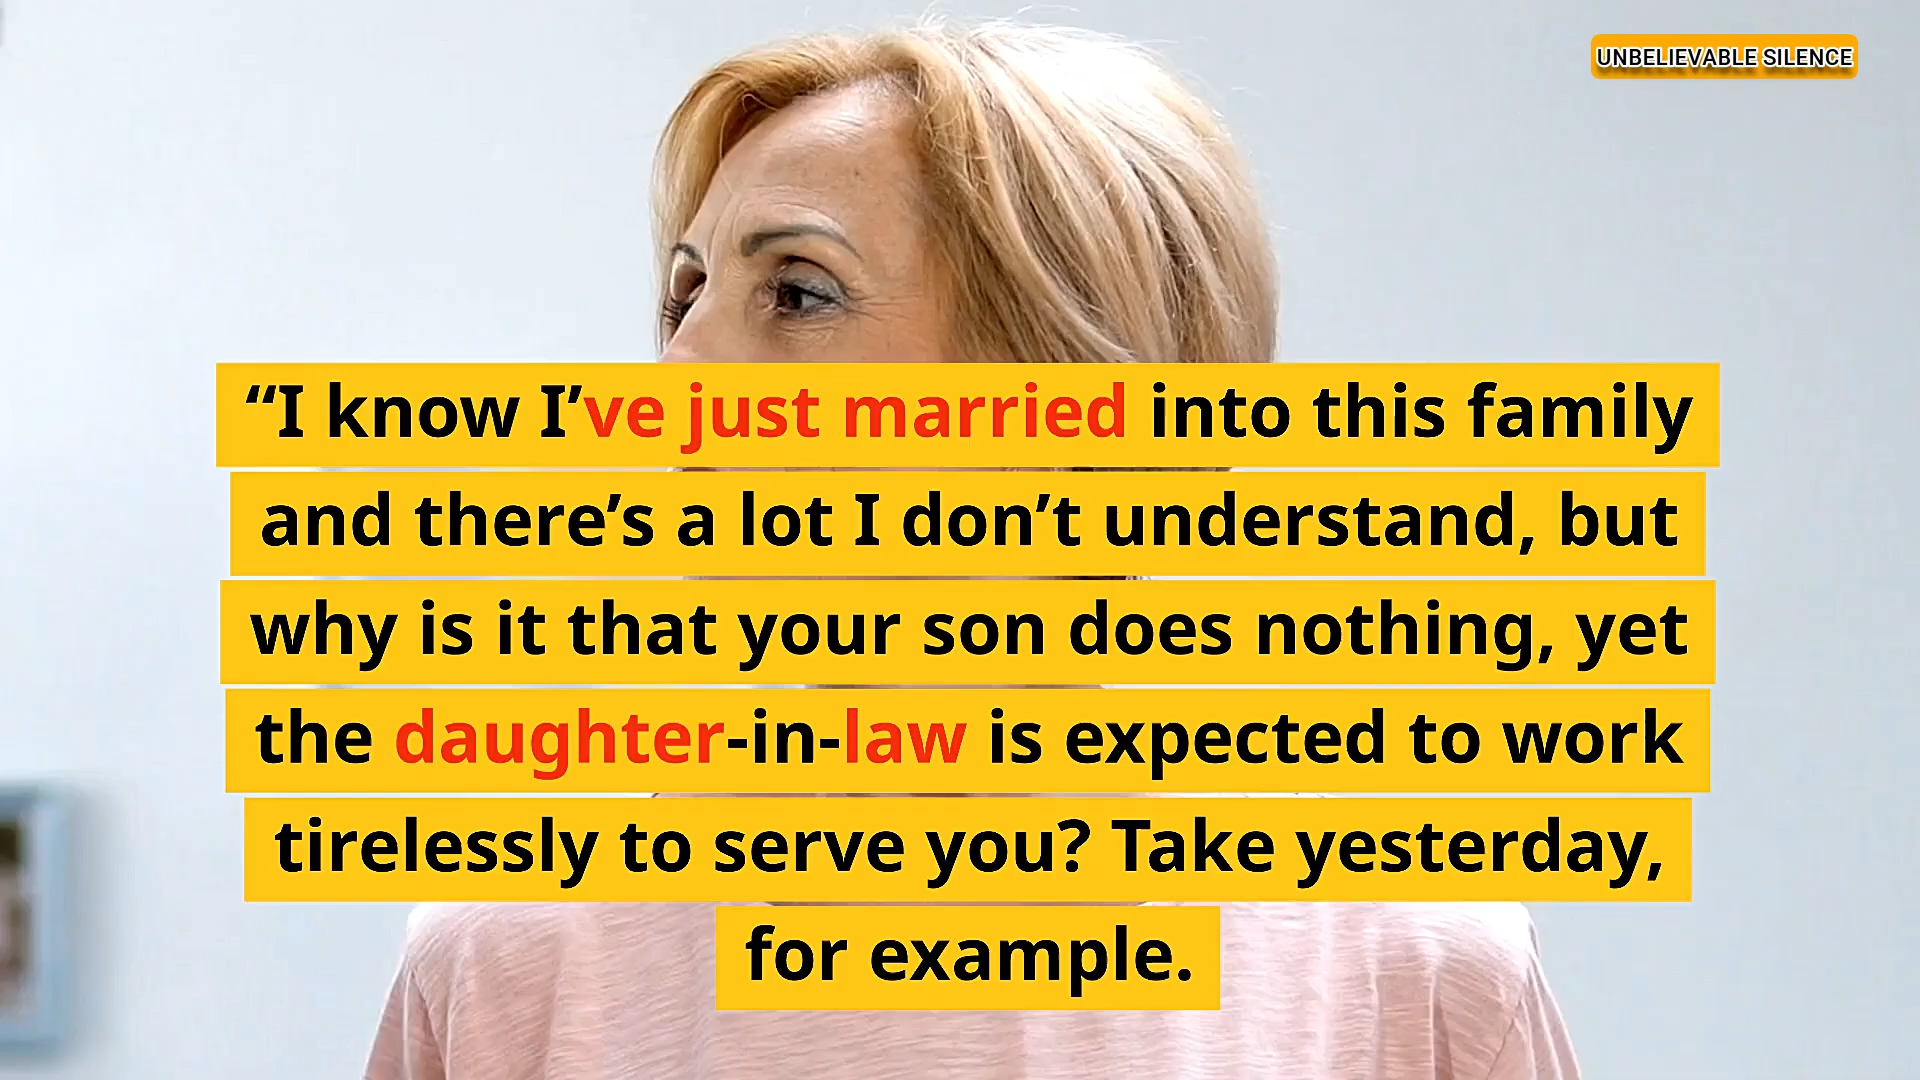 UNBELIEVABLE SILENCE
“I know I’ve just married into this family
and there’s a lot I don’t understand, but
why is it that your son does nothing, yet
the daughter-in-law is expected to work
tirelessly to serve you? Take yesterday,
for example.